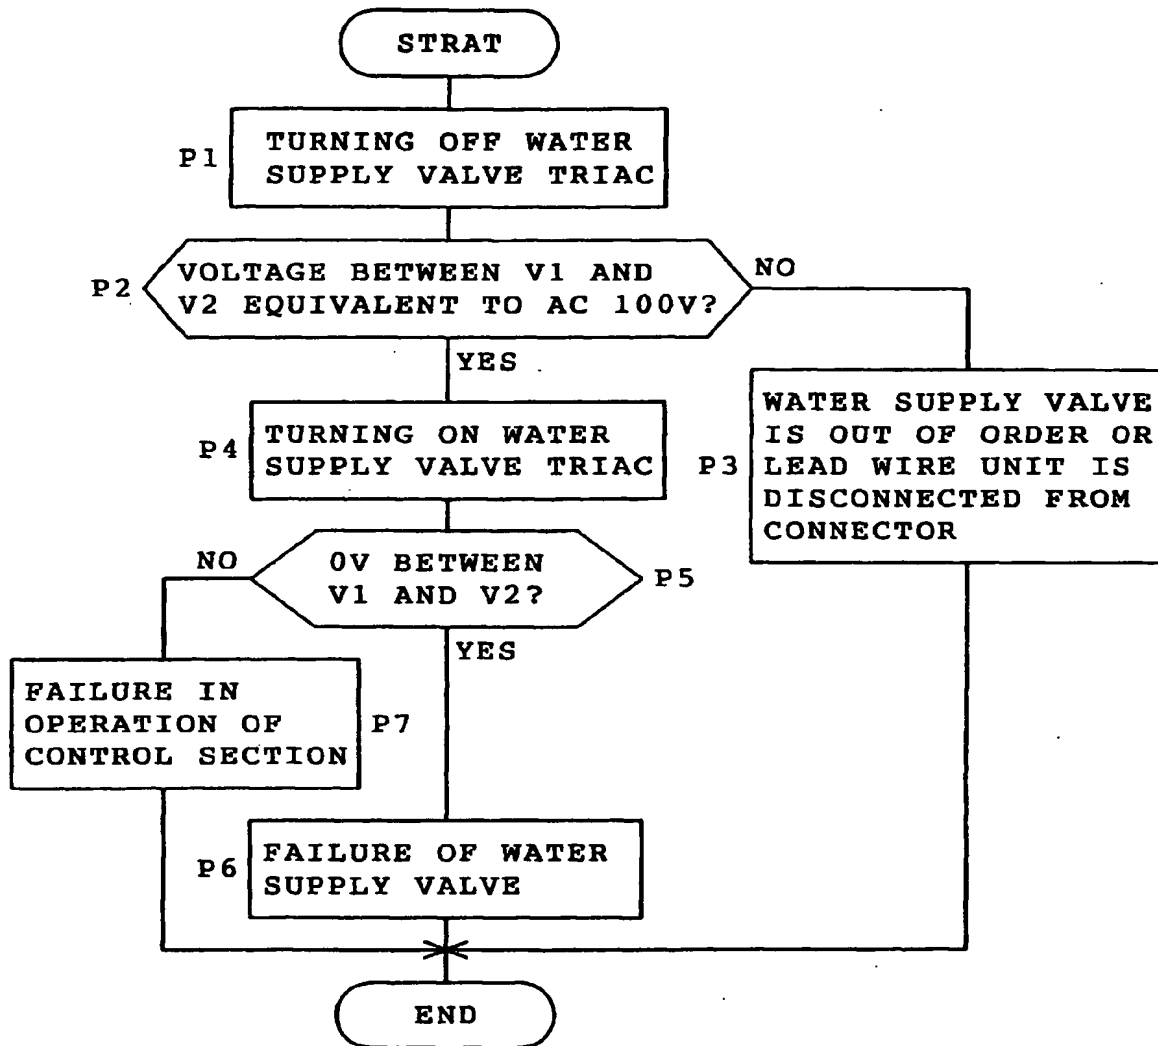 STRAT
P1
TURNING OFF WATER
SUPPLY VALVE TRIAC
P2
VOLTAGE BETWEEN V1 AND
V2 EQUIVALENT TO AC 100V?
NO
YES
P4
TURNING ON WATER
SUPPLY VALVE TRIAC
P3
WATER SUPPLY VALVE
IS OUT OF ORDER OR
LEAD WIRE UNIT IS
DISCONNECTED FROM
CONNECTOR
NO
0V BETWEEN
V1 AND V2?
P5
YES
FAILURE IN
OPERATION OF
CONTROL SECTION
P7
P6
FAILURE OF WATER
SUPPLY VALVE
END